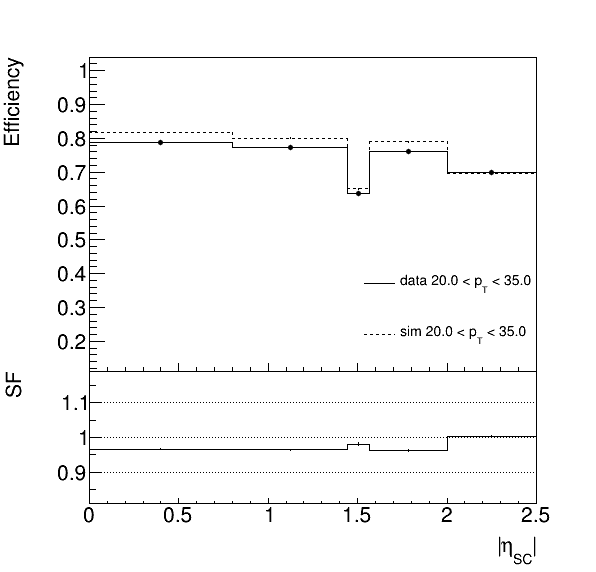 Efficiency
1
0.9
0.8
0.7
0.6
0.5
0.4
0.3
0.2
data 20.0 < p_T < 35.0
sim 20.0 < p_T < 35.0
SF
1.1
1
0.9
0 0.5 1 1.5 2 2.5
|η_SC|